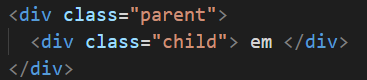 <div class="parent">
  <div class="child"> em </div>
</div>